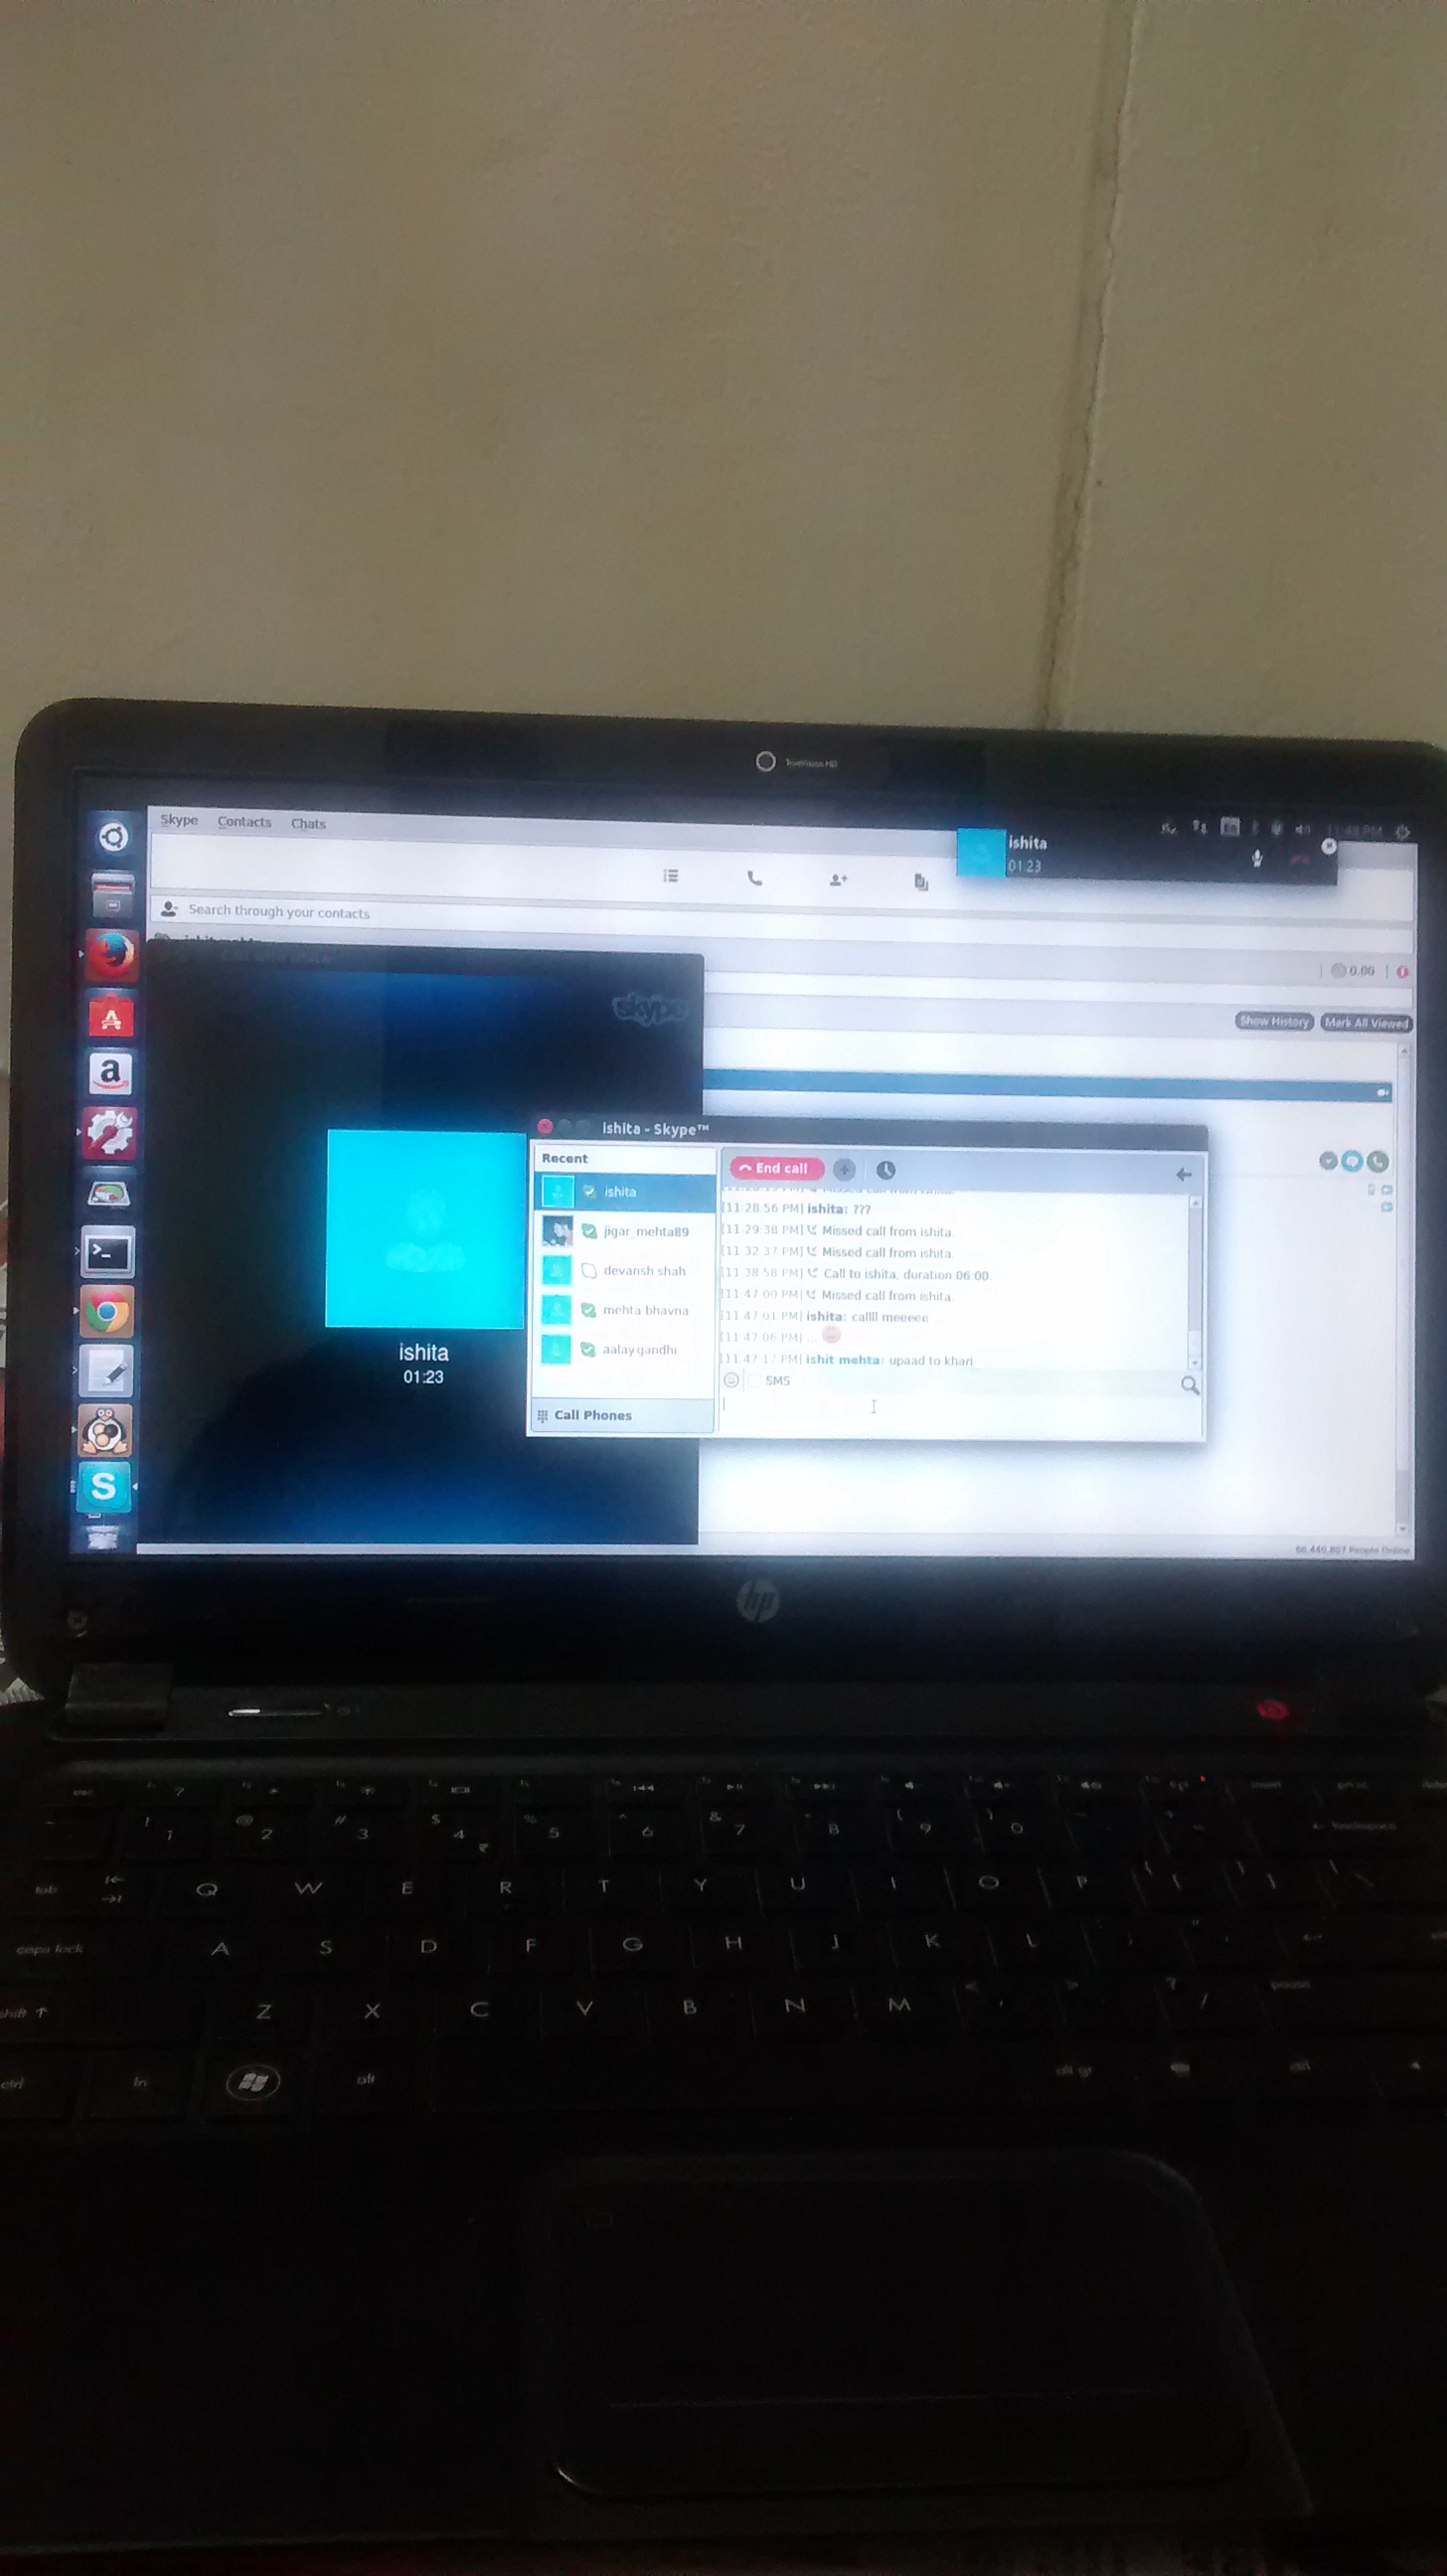 TrueVision HD
Skype Contacts Chats
ishita
01:23
Search through your contacts
0.00
Show History Mark All Viewed
skype
ishita - Skype™
Recent
End call
ishita
[11:28:56 PM] ishita: ???
jigar_mehta89
[11:29:38 PM] Missed call from ishita.
[11:32:37 PM] Missed call from ishita.
devansh shah
[11:38:58 PM] Call to ishita, duration 06:00.
[11:47:00 PM] Missed call from ishita.
mehta bhavna
[11:47:01 PM] ishita: callll meeeee
[11:47:06 PM] ...
aalay.gandhi
[11:47:17 PM] ishit mehta: upaad to khari
SMS
Call Phones
ishita
01:23
People Online
hp
! 1 @ 2 # 3 $ 4 ₹ % 5 ^ 6 & 7 * 8 ( 9 ) 0
tab Q W E R T Y U I O P
caps lock A S D F G H J K L
shift Z X C V B N M < , > ? /
ctrl fn alt alt gr